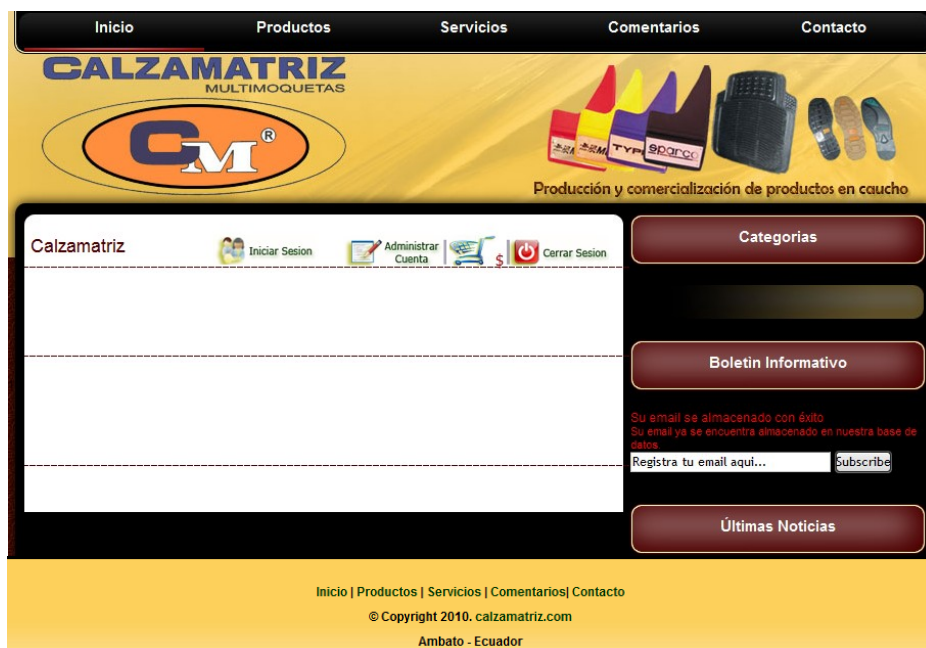 Inicio Productos Servicios Comentarios Contacto
CALZAMATRIZ
MULTIMOQUETAS
CM®
TYPE
sparco
Producción y comercialización de productos en caucho
Calzamatriz
Iniciar Sesion
Administrar
Cuenta
$
Cerrar Sesion
Categorias
Boletin Informativo
Su email se almacenado con éxito
Su email ya se encuentra almacenado en nuestra base de
datos
Registra tu email aqui...
Subscribe
Últimas Noticias
Inicio | Productos | Servicios | Comentarios| Contacto
© Copyright 2010. calzamatriz.com
Ambato - Ecuador